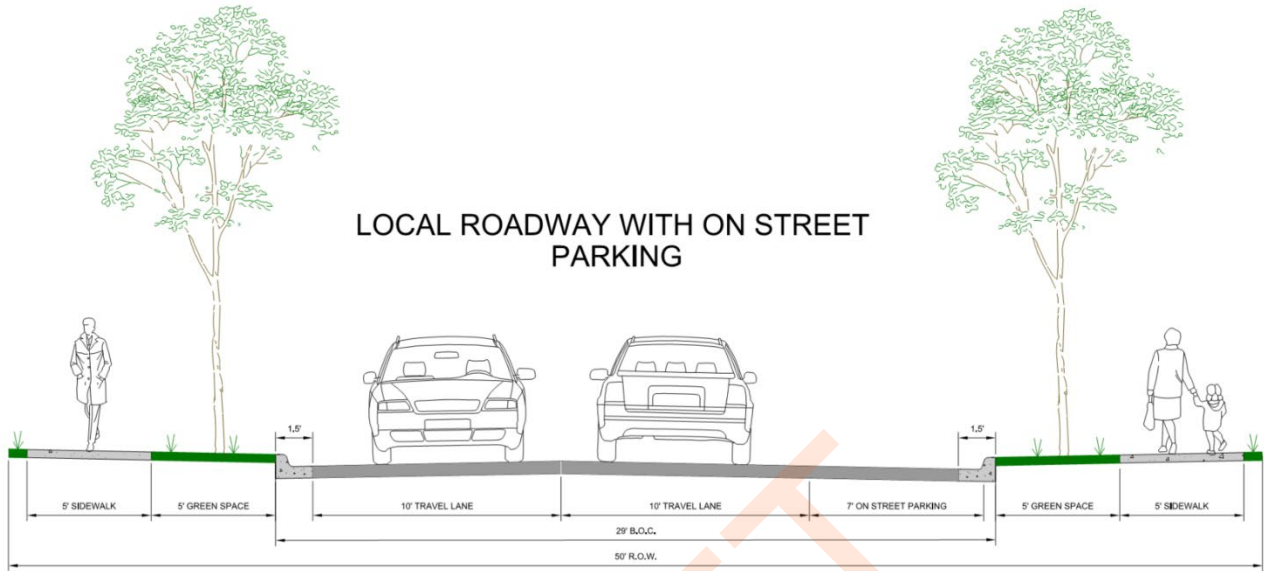 LOCAL ROADWAY WITH ON STREET
PARKING
1.5'
1.5'
5' SIDEWALK
5' GREEN SPACE
10' TRAVEL LANE
10' TRAVEL LANE
7' ON STREET PARKING
5' GREEN SPACE
5' SIDEWALK
29' B.O.C.
50' R.O.W.